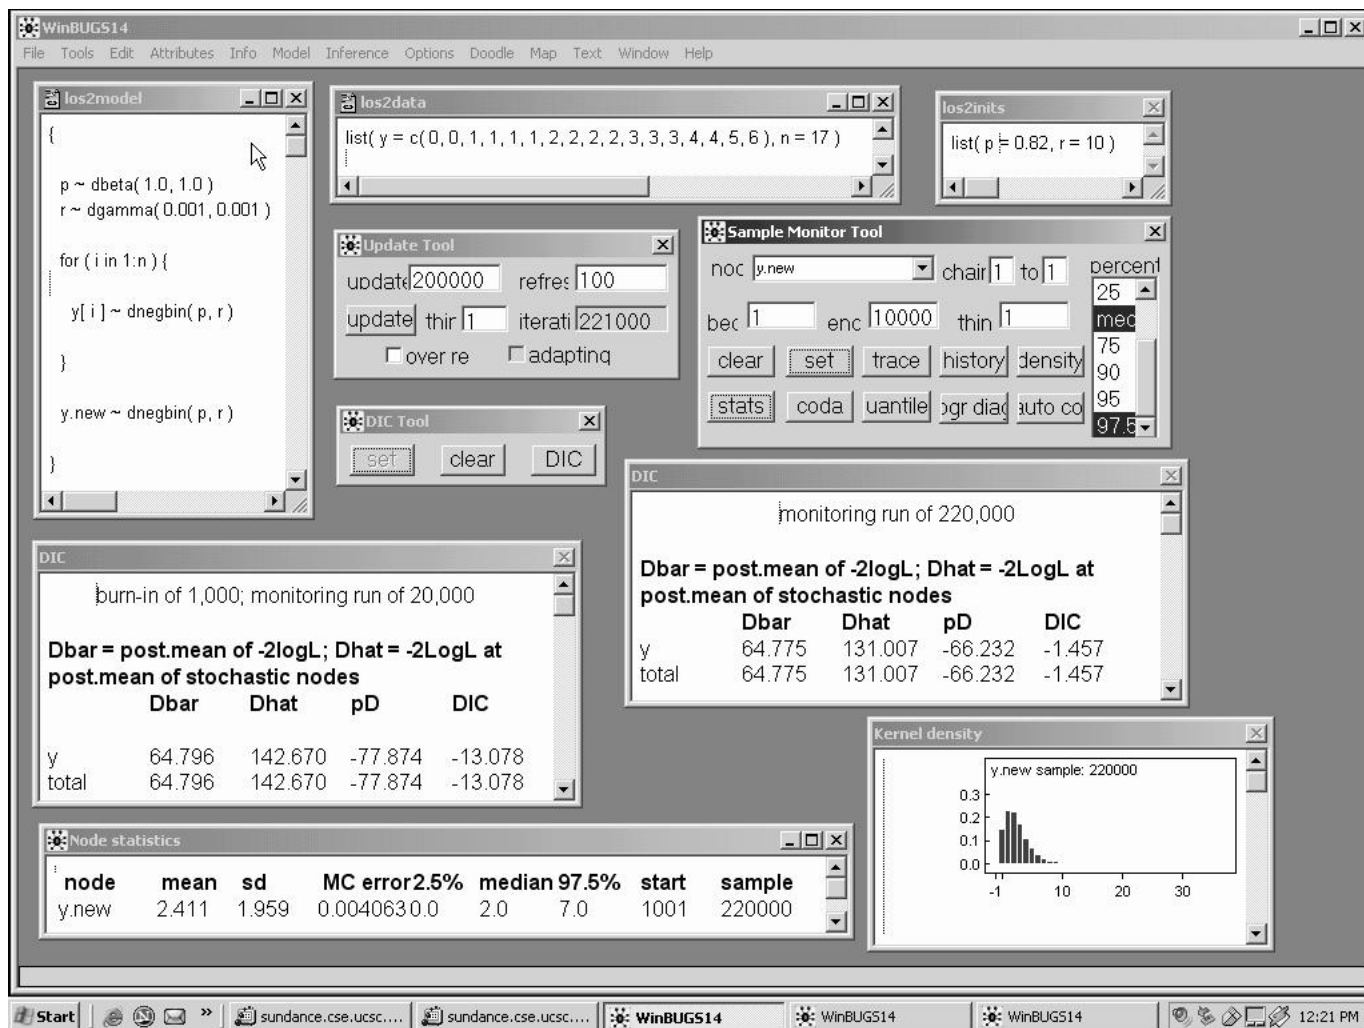 WinBUGS14
File Tools Edit Attributes Info Model Inference Options Doodle Map Text Window Help
los2model
{
p ~ dbeta( 1.0, 1.0 )
r ~ dgamma( 0.001, 0.001 )
for ( i in 1:n ) {
y[ i ] ~ dnegbin( p, r )
}
y.new ~ dnegbin( p, r )
}
los2data
list( y = c( 0, 0, 1, 1, 1, 1, 2, 2, 2, 2, 3, 3, 3, 4, 4, 5, 6 ), n = 17 )
los2inits
list( p = 0.82, r = 10 )
Update Tool
update 200000 refres 100
update thir 1 iterati 221000
over re adapting
Sample Monitor Tool
noc y.new chair 1 to 1 percent
bec 1 enc 10000 thin 1
25
med
75
90
95
97.5
clear set trace history density
stats coda uantile ogr diag auto co
DIC Tool
set clear DIC
DIC
monitoring run of 220,000
Dbar = post.mean of -2logL; Dhat = -2LogL at
post.mean of stochastic nodes
Dbar Dhat pD DIC
y 64.775 131.007 -66.232 -1.457
total 64.775 131.007 -66.232 -1.457
DIC
burn-in of 1,000; monitoring run of 20,000
Dbar = post.mean of -2logL; Dhat = -2LogL at
post.mean of stochastic nodes
Dbar Dhat pD DIC
y 64.796 142.670 -77.874 -13.078
total 64.796 142.670 -77.874 -13.078
Kernel density
y.new sample: 220000
0.3
0.2
0.1
0.0
-1 10 20 30
Node statistics
node mean sd MC error 2.5% median 97.5% start sample
y.new 2.411 1.959 0.004063 0.0 2.0 7.0 1001 220000
Start » sundance.cse.ucsc.... sundance.cse.ucsc.... WinBUGS14 WinBUGS14 WinBUGS14 12:21 PM